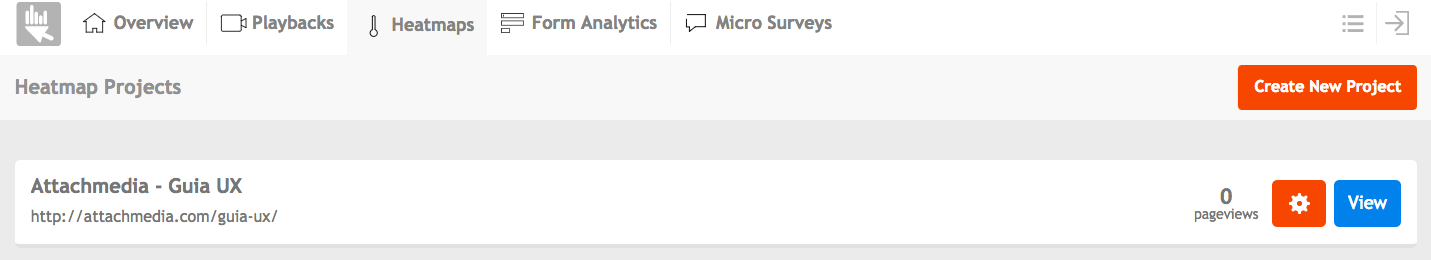 Overview Playbacks Heatmaps Form Analytics Micro Surveys
Heatmap Projects
Create New Project
Attachmedia - Guia UX
http://attachmedia.com/guia-ux/
0
pageviews
View